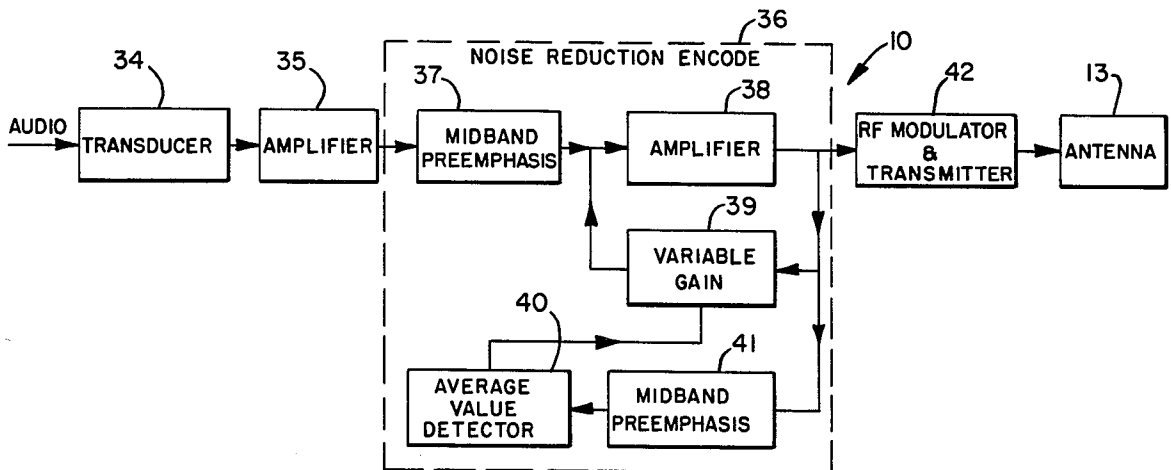 36
NOISE REDUCTION ENCODE
10
34
35
37
38
42
13
AUDIO
TRANSDUCER
AMPLIFIER
MIDBAND
PREEMPHASIS
AMPLIFIER
RF MODULATOR
&
TRANSMITTER
ANTENNA
39
VARIABLE
GAIN
40
41
AVERAGE
VALUE
DETECTOR
MIDBAND
PREEMPHASIS